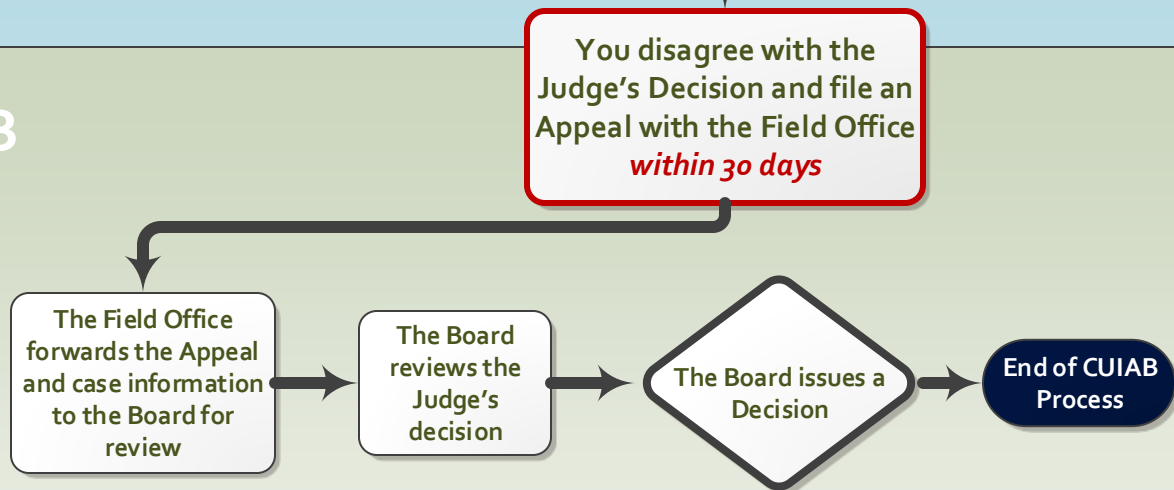 You disagree with the
Judge's Decision and file an
Appeal with the Field Office
within 30 days
The Field Office
forwards the Appeal
and case information
to the Board for
review
The Board
reviews the
Judge's
decision
The Board issues a
Decision
End of CUIAB
Process